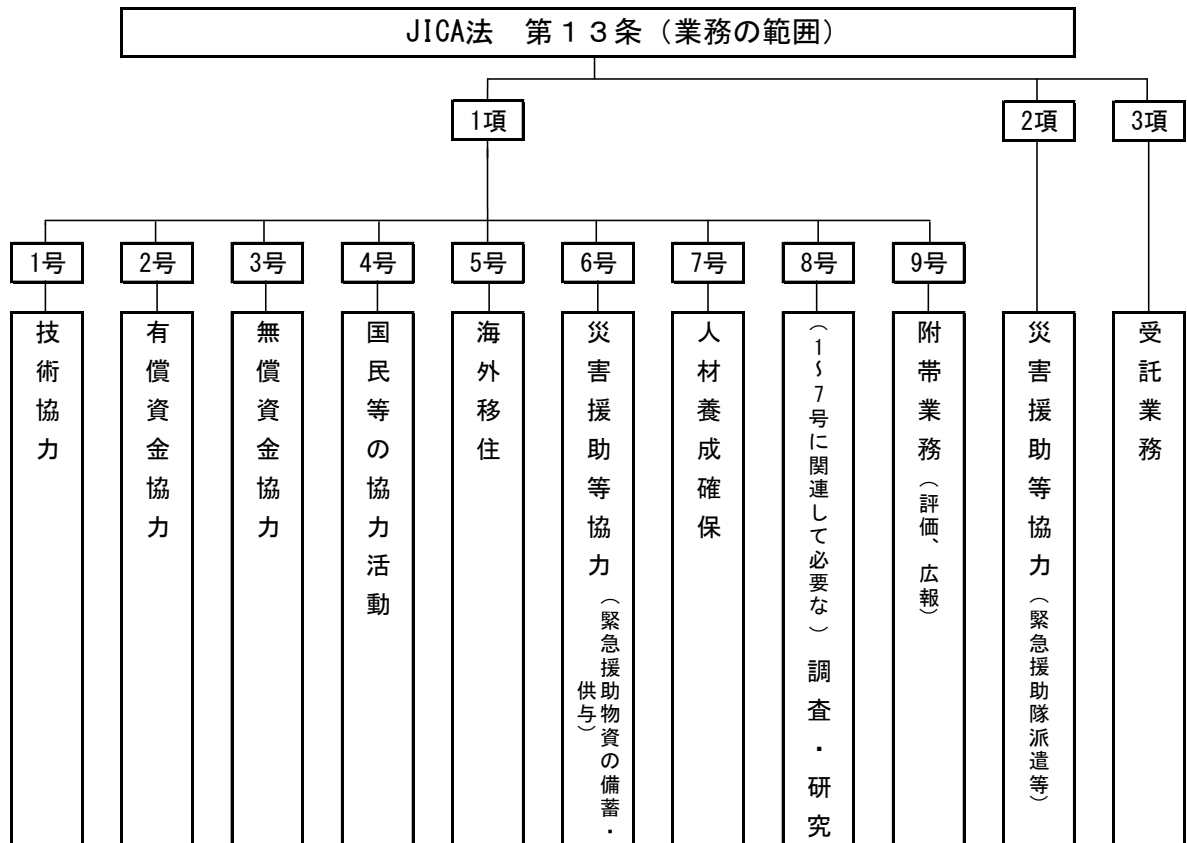 JICA法　第１３条（業務の範囲）
1項
2項
3項
1号
2号
3号
4号
5号
6号
7号
8号
9号
技術協力
有償資金協力
無償資金協力
国民等の協力活動
海外移住
災害援助等協力（緊急援助物資の備蓄・
供与）
人材養成確保
（1～7号に関連して必要な）調査・研究
附帯業務（評価、広報）
災害援助等協力（緊急援助隊派遣等）
受託業務